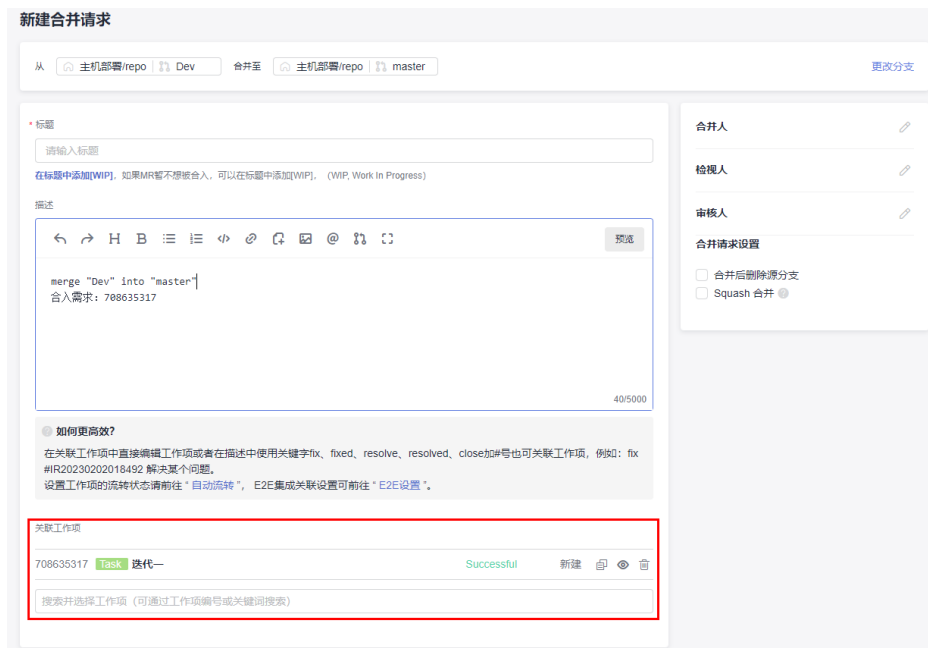 新建合并请求
从 主机部署/repo Dev 合并至 主机部署/repo master 更改分支
* 标题
请输入标题
在标题中添加[WIP]，如果MR暂不想被合入，可以在标题中添加[WIP]，（WIP, Work In Progress）
描述
H B @ 预览
merge "Dev" into "master"
合入需求：708635317
40/5000
如何更高效?
在关联工作项中直接编辑工作项或者在描述中使用关键字fix、fixed、resolve、resolved、close加#号也可关联工作项，例如：fix
#IR20230202018492 解决某个问题。
设置工作项的流转状态请前往 “ 自动流转 ”， E2E集成关联设置可前往 “ E2E设置 ”。
关联工作项
708635317 Task 迭代一 Successful 新建
搜索并选择工作项（可通过工作项编号或关键词搜索）
合并人
检视人
审核人
合并请求设置
合并后删除源分支
Squash 合并